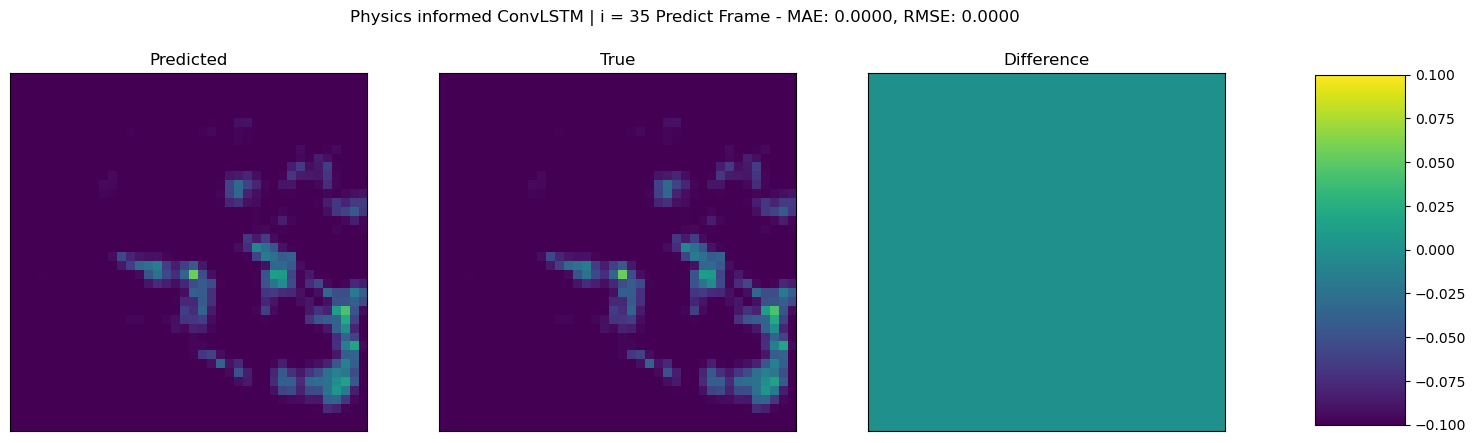 Physics informed ConvLSTM | i = 35 Predict Frame - MAE: 0.0000, RMSE: 0.0000
Predicted
True
Difference
0.100
0.075
0.050
0.025
0.000
−0.025
−0.050
−0.075
−0.100